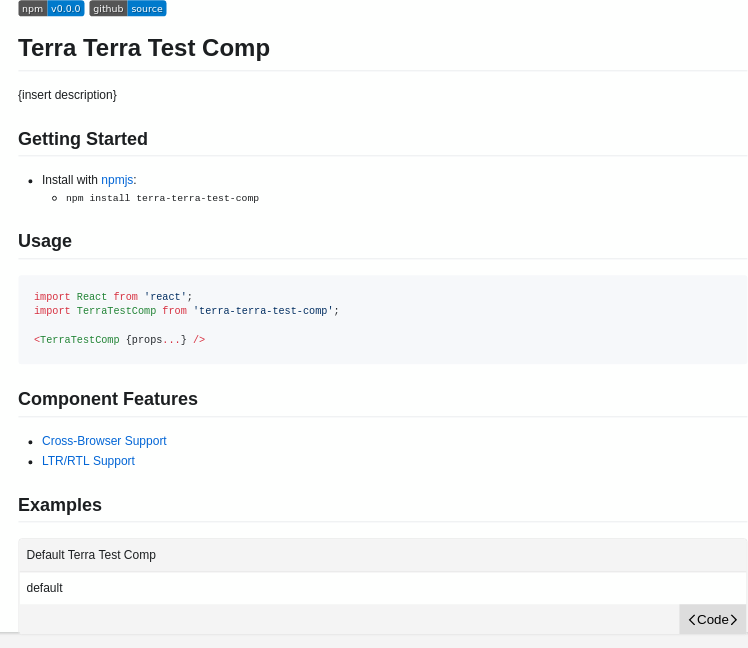 npm v0.0.0 github source
Terra Terra Test Comp
{insert description}
Getting Started
Install with npmjs:
npm install terra-terra-test-comp
Usage
import React from 'react';
import TerraTestComp from 'terra-terra-test-comp';
<TerraTestComp {props...} />
Component Features
Cross-Browser Support
LTR/RTL Support
Examples
Default Terra Test Comp
default
<Code>